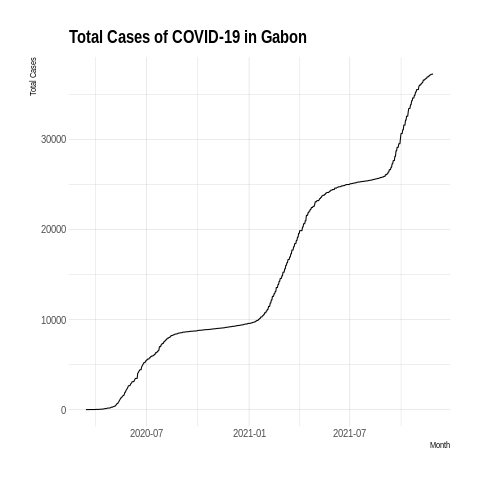 Total Cases of COVID-19 in Gabon
Total Cases
30000
20000
10000
0
2020-07
2021-01
2021-07
Month